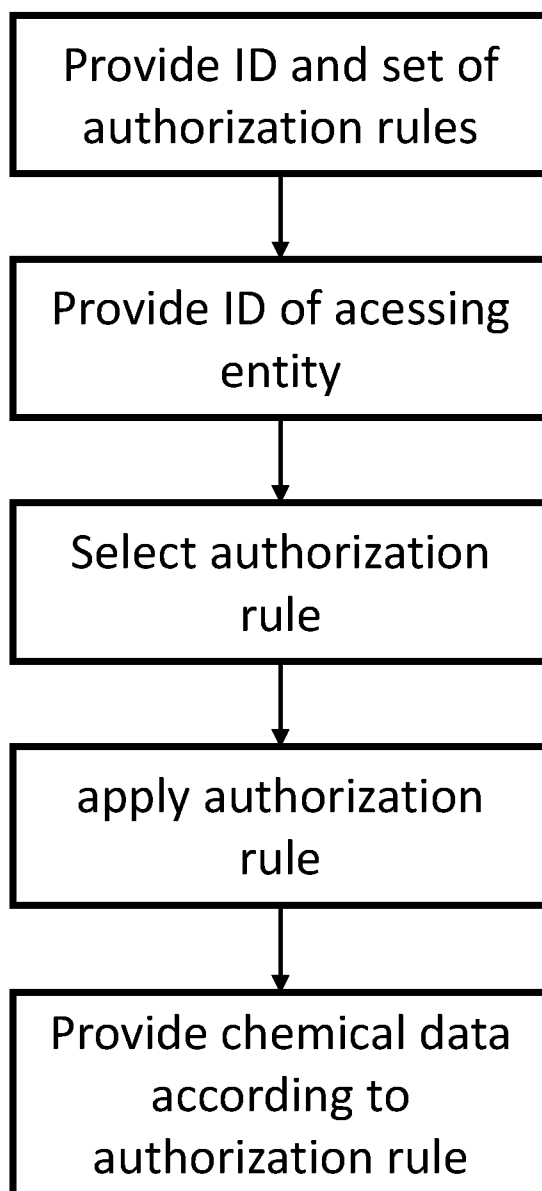 Provide ID and set of
authorization rules
Provide ID of acessing
entity
Select authorization
rule
apply authorization
rule
Provide chemical data
according to
authorization rule